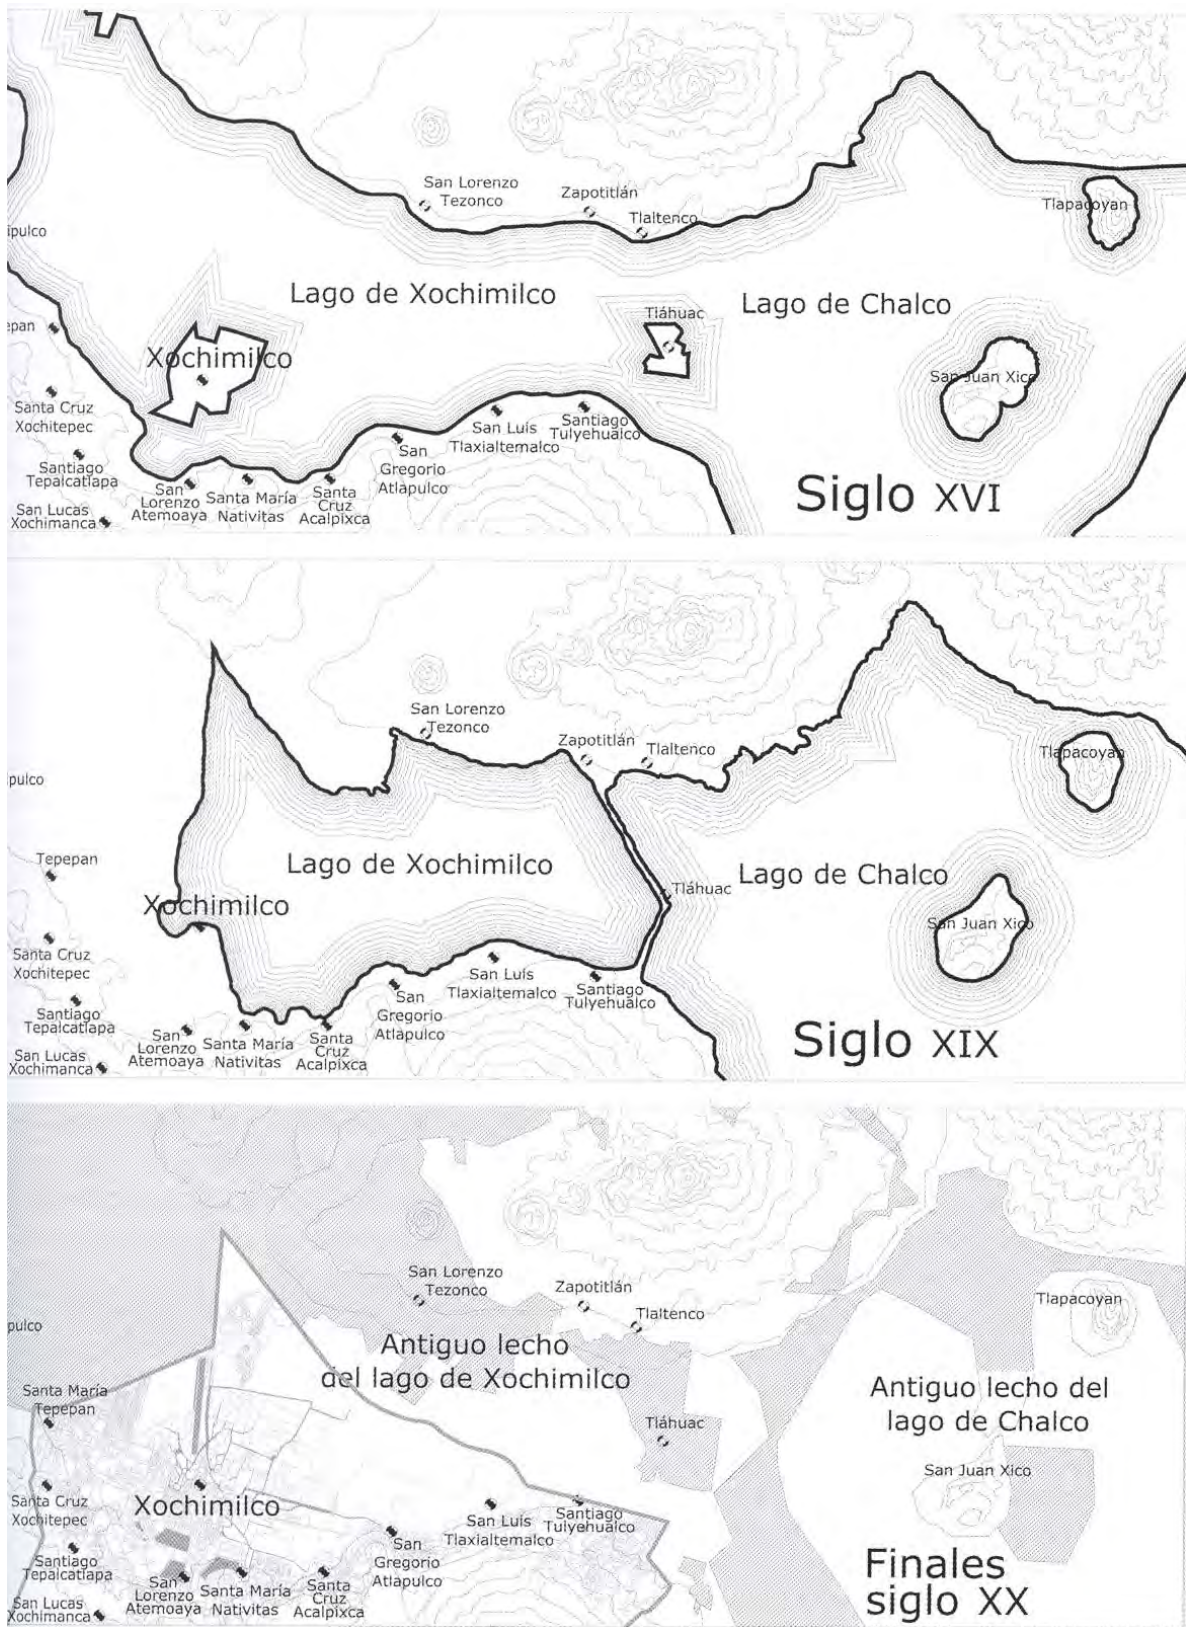 San Lorenzo
Tezonco
Zapotitlán
Tlaltenco
Tlapacoyan
ipulco
Lago de Xochimilco
Lago de Chalco
Tláhuac
epan
Xochimilco
San Juan Xico
Santa Cruz
Xochitepec
San Luís
Tlaxialtemalco
Santiago
Tulyehualco
Santiago
Tepalcatlapa
San
Gregorio
Atlapulco
San
Lorenzo
Atemoaya
Santa María
Nativitas
Santa
Cruz
Acalpixca
San Lucas
Xochimanca
Siglo XVI
San Lorenzo
Tezonco
Zapotitlán
Tlaltenco
Tlapacoyan
pulco
Tepepan
Lago de Xochimilco
Lago de Chalco
Tláhuac
Xochimilco
San Juan Xico
Santa Cruz
Xochitepec
San Luís
Tlaxialtemalco
Santiago
Tulyehualco
Santiago
Tepalcatlapa
San
Gregorio
Atlapulco
San
Lorenzo
Atemoaya
Santa María
Nativitas
Santa
Cruz
Acalpixca
San Lucas
Xochimanca
Siglo XIX
San Lorenzo
Tezonco
Zapotitlán
Tlaltenco
Tlapacoyan
pulco
Antiguo lecho
del lago de Xochimilco
Santa María
Tepepan
Antiguo lecho del
lago de Chalco
Tláhuac
San Juan Xico
Santa Cruz
Xochitepec
Xochimilco
San Luís
Tlaxialtemalco
Santiago
Tulyehualco
Santiago
Tepalcatlapa
San
Gregorio
Atlapulco
San
Lorenzo
Atemoaya
Santa María
Nativitas
Santa
Cruz
Acalpixca
San Lucas
Xochimanca
Finales
siglo XX